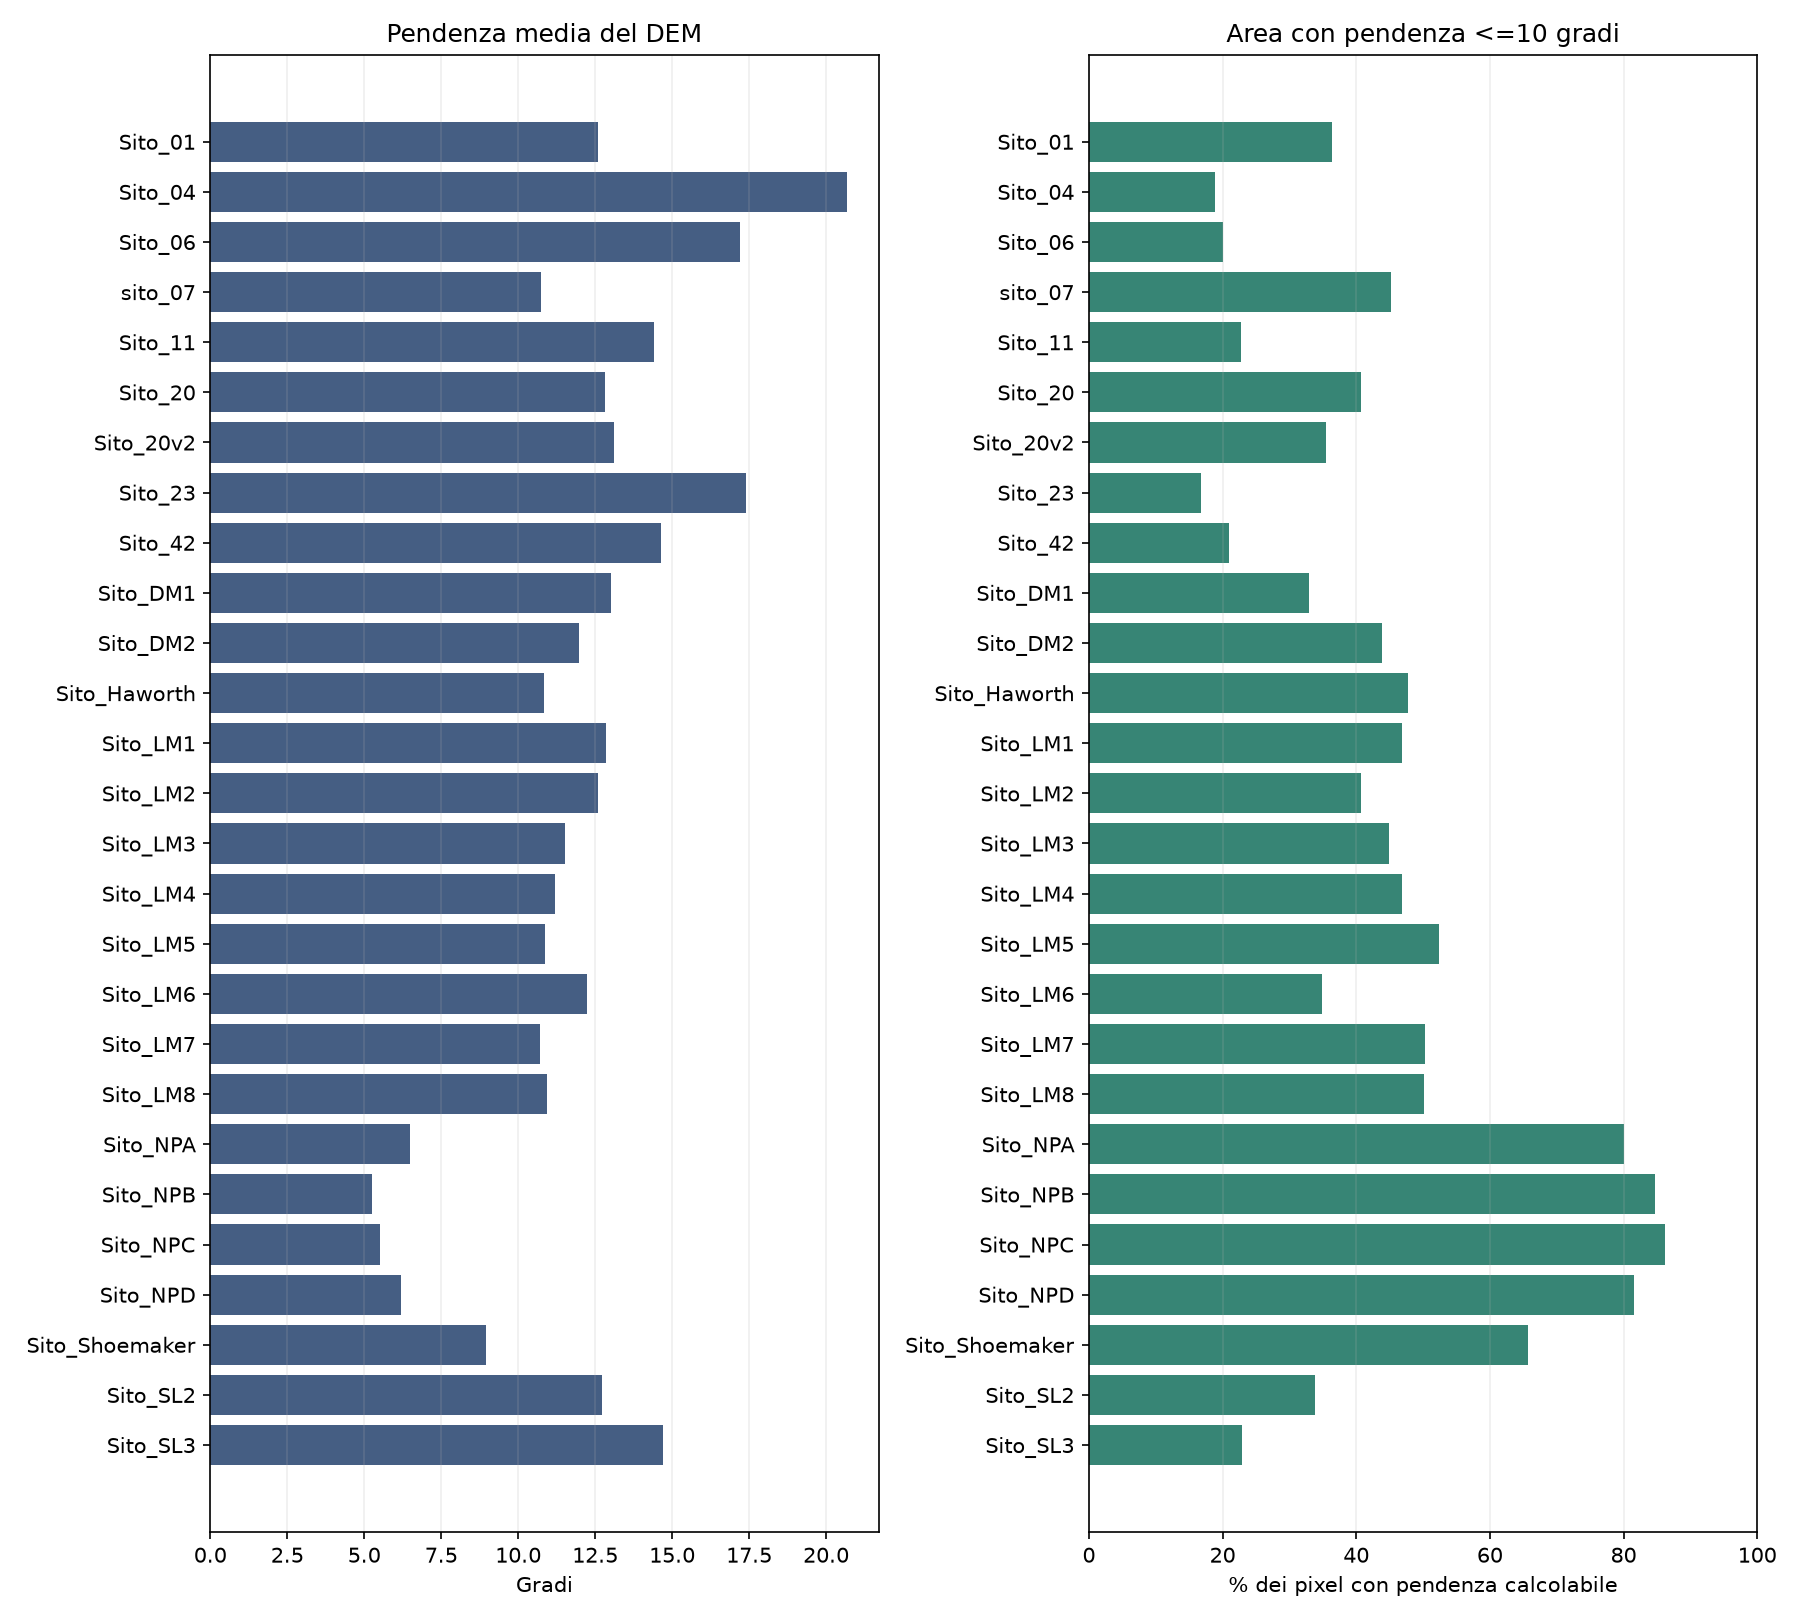 Pendenza media del DEM
Sito_01
Sito_04
Sito_06
sito_07
Sito_11
Sito_20
Sito_20v2
Sito_23
Sito_42
Sito_DM1
Sito_DM2
Sito_Haworth
Sito_LM1
Sito_LM2
Sito_LM3
Sito_LM4
Sito_LM5
Sito_LM6
Sito_LM7
Sito_LM8
Sito_NPA
Sito_NPB
Sito_NPC
Sito_NPD
Sito_Shoemaker
Sito_SL2
Sito_SL3
0.0 2.5 5.0 7.5 10.0 12.5 15.0 17.5 20.0
Gradi
Area con pendenza <=10 gradi
Sito_01
Sito_04
Sito_06
sito_07
Sito_11
Sito_20
Sito_20v2
Sito_23
Sito_42
Sito_DM1
Sito_DM2
Sito_Haworth
Sito_LM1
Sito_LM2
Sito_LM3
Sito_LM4
Sito_LM5
Sito_LM6
Sito_LM7
Sito_LM8
Sito_NPA
Sito_NPB
Sito_NPC
Sito_NPD
Sito_Shoemaker
Sito_SL2
Sito_SL3
0 20 40 60 80 100
% dei pixel con pendenza calcolabile